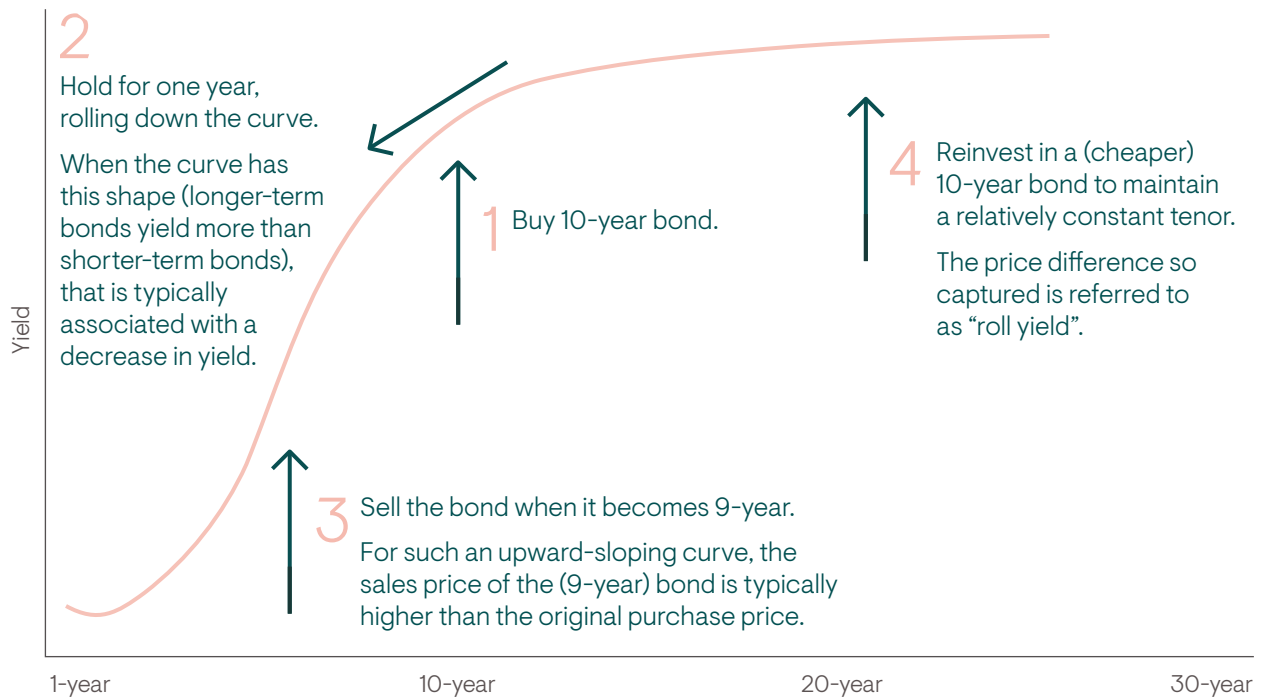 2
Hold for one year,
rolling down the curve.
When the curve has
this shape (longer-term
bonds yield more than
shorter-term bonds),
that is typically
associated with a
decrease in yield.
1
Buy 10-year bond.
4
Reinvest in a (cheaper)
10-year bond to maintain
a relatively constant tenor.
The price difference so
captured is referred to
as “roll yield”.
3
Sell the bond when it becomes 9-year.
For such an upward-sloping curve, the
sales price of the (9-year) bond is typically
higher than the original purchase price.
Yield
1-year
10-year
20-year
30-year